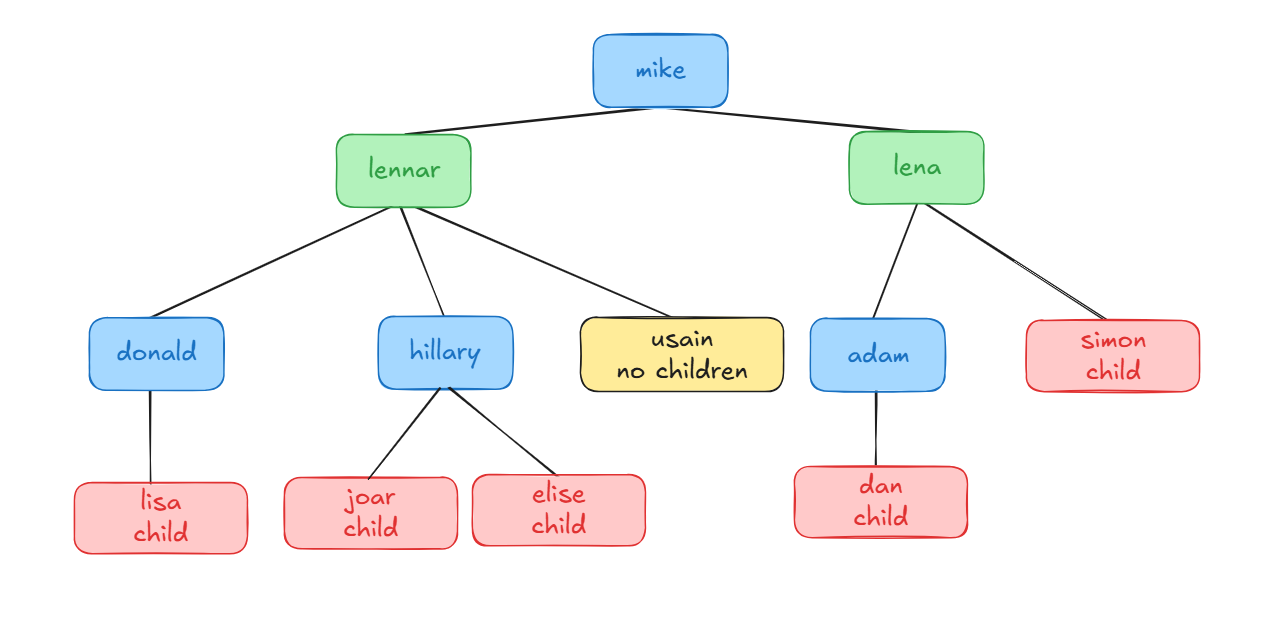 mike
lennar
lena
donald
hillary
usain
no children
adam
simon
child
lisa
child
joar
child
elise
child
dan
child